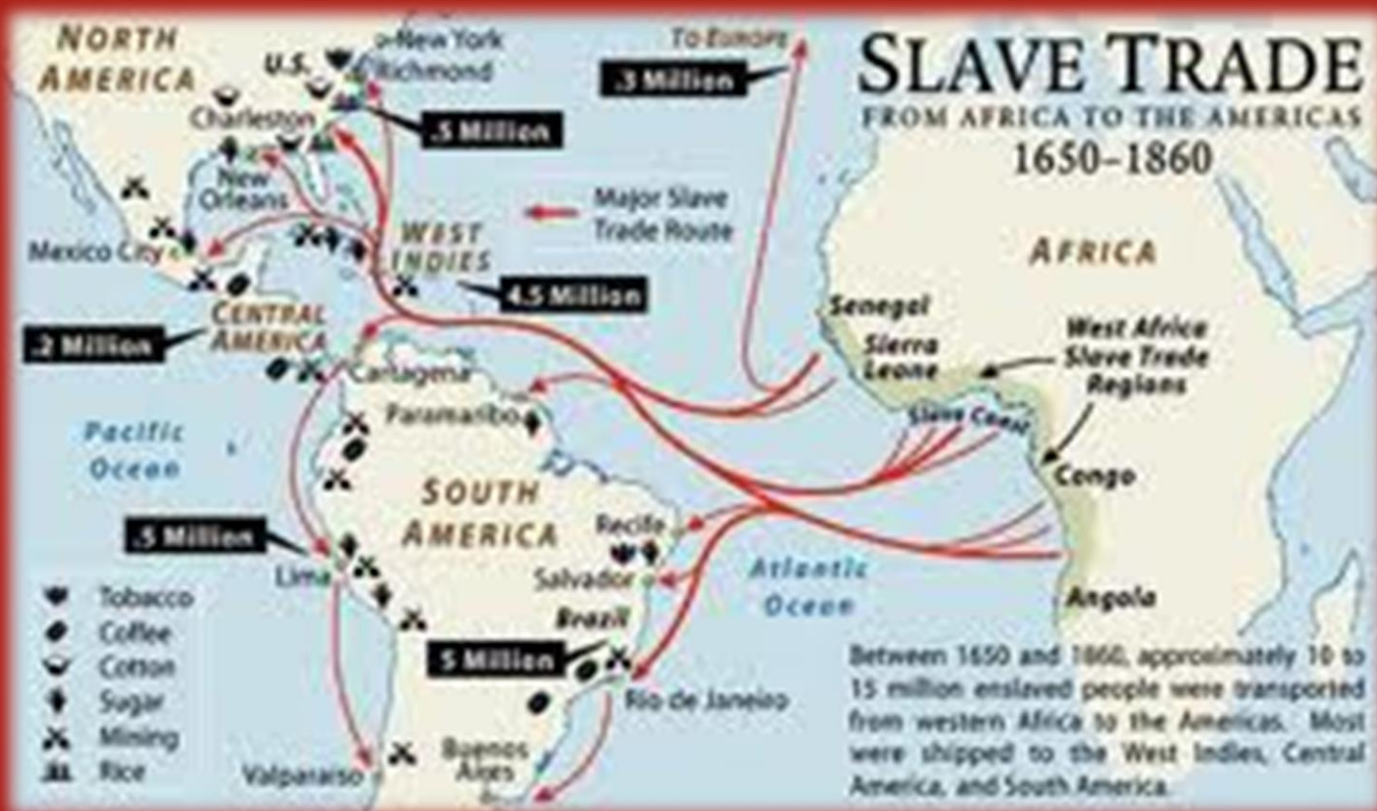 SLAVE TRADE
FROM AFRICA TO THE AMERICAS
1650–1860
NORTH
AMERICA
U.S.
New York
Richmond
Charleston
.5 Million
New
Orleans
Mexico City
TO EUROPE
.3 Million
Major Slave
Trade Route
WEST
INDIES
4.5 Million
CENTRAL
AMERICA
.2 Million
Cartagena
Paramaribo
Pacific
Ocean
SOUTH
AMERICA
Recife
Salvador
Brazil
5 Million
Rio de Janeiro
.5 Million
Lima
Valparaiso
Buenos
Aires
Atlantic
Ocean
AFRICA
Senegal
Sierra
Leone
West Africa
Slave Trade
Regions
Slave Coast
Congo
Angola
Tobacco
Coffee
Cotton
Sugar
Mining
Rice
Between 1650 and 1860, approximately 10 to
15 million enslaved people were transported
from western Africa to the Americas. Most
were shipped to the West Indies, Central
America, and South America.